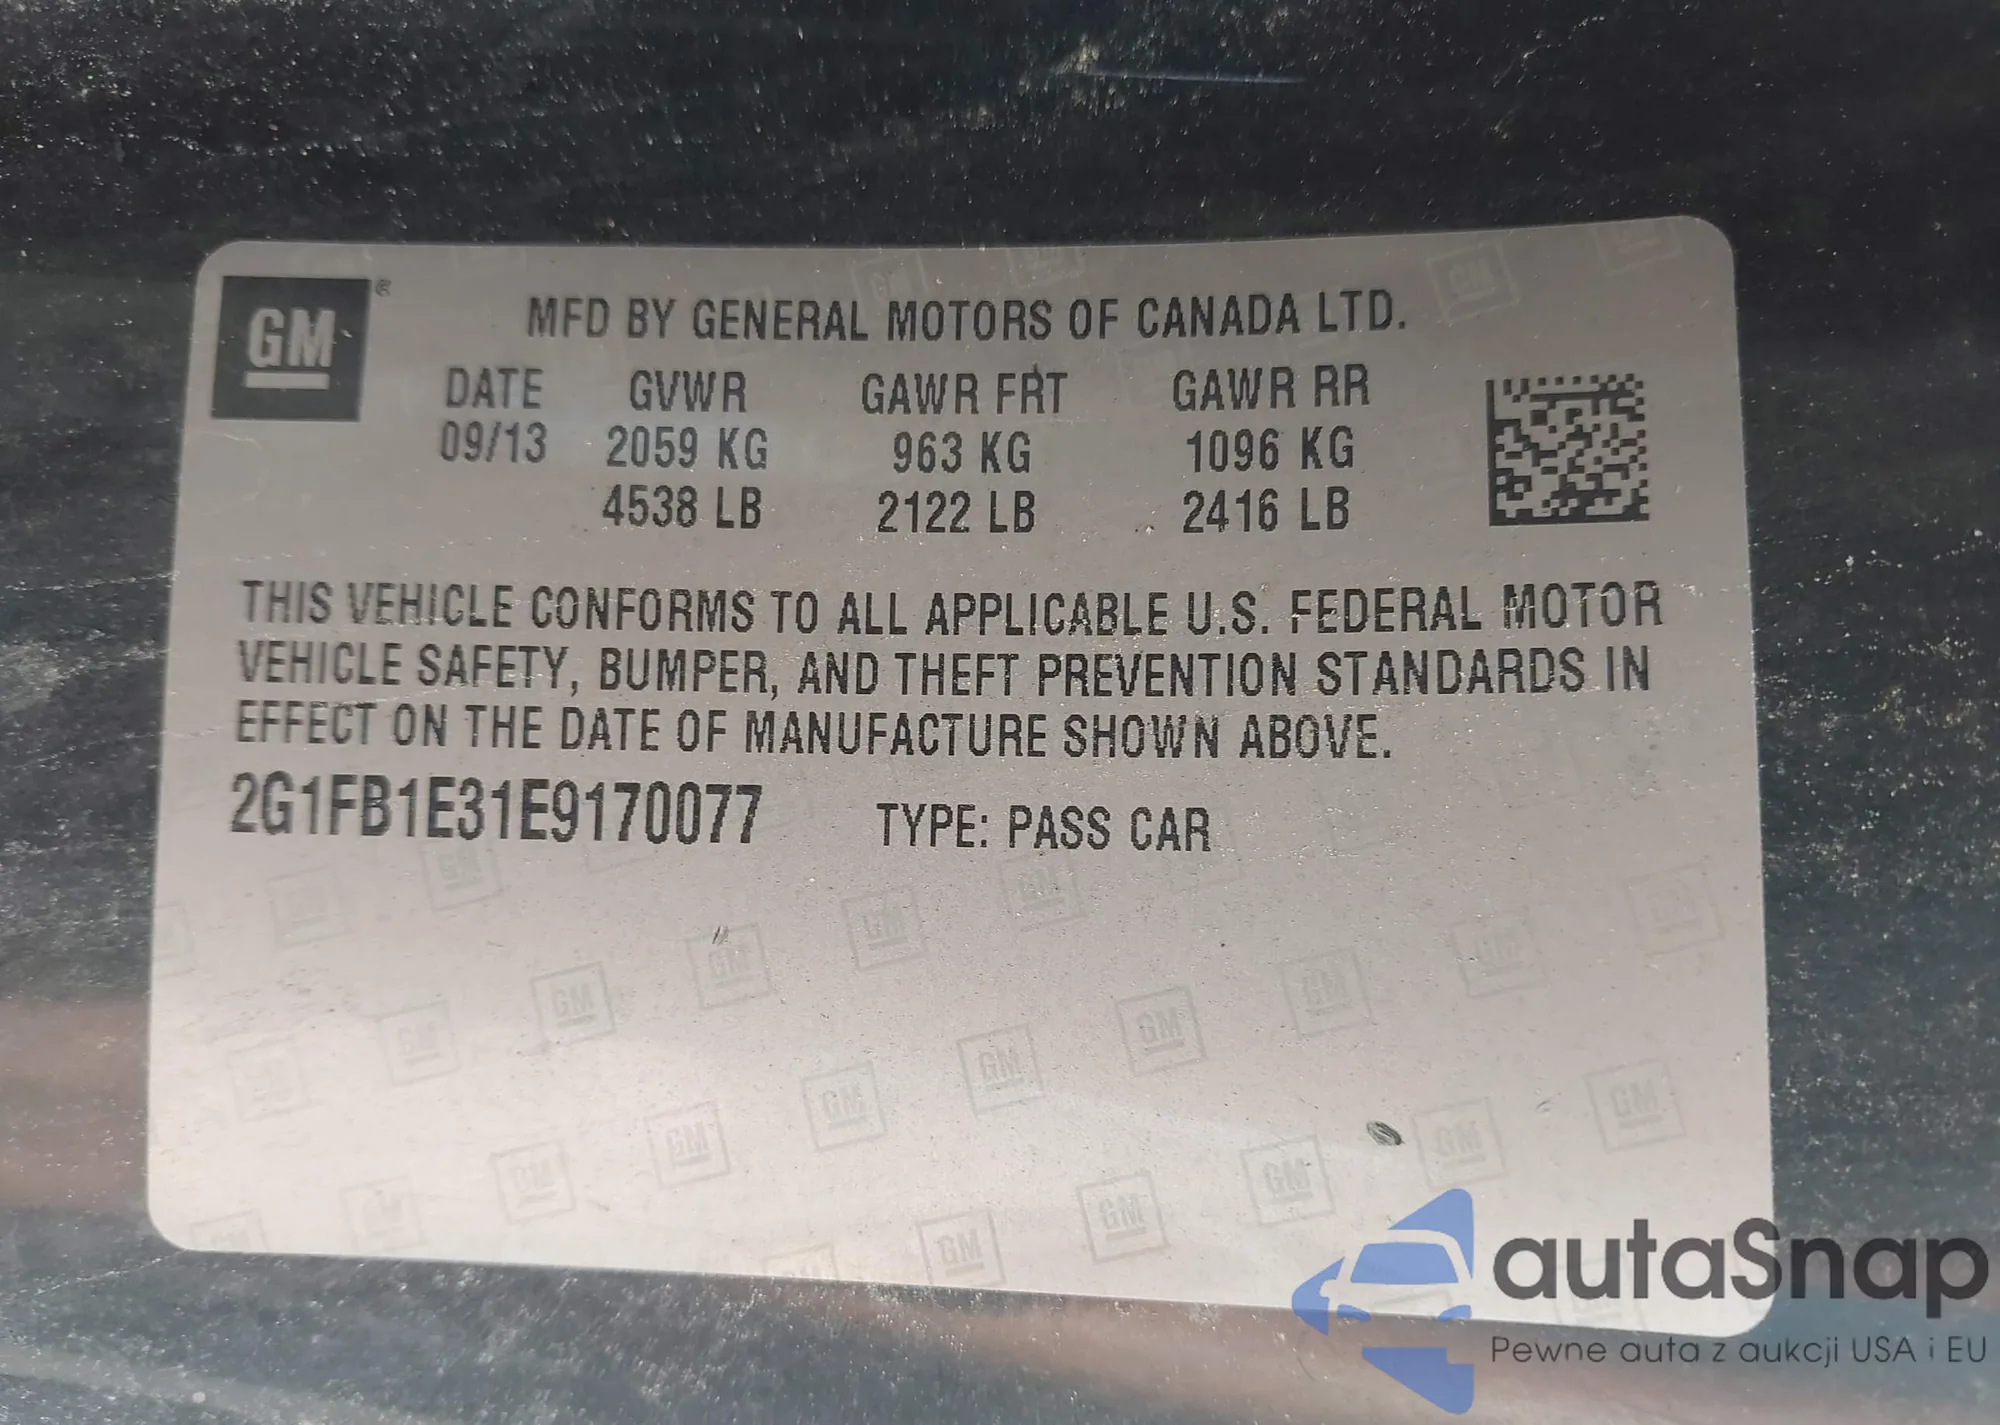 GM ®
MFD BY GENERAL MOTORS OF CANADA LTD.
DATE GVWR GAWR FRT GAWR RR
09/13 2059 KG 963 KG 1096 KG
4538 LB 2122 LB 2416 LB
THIS VEHICLE CONFORMS TO ALL APPLICABLE U.S. FEDERAL MOTOR
VEHICLE SAFETY, BUMPER, AND THEFT PREVENTION STANDARDS IN
EFFECT ON THE DATE OF MANUFACTURE SHOWN ABOVE.
2G1FB1E31E9170077 TYPE: PASS CAR
autaSnap
Pewne auta z aukcji USA i EU